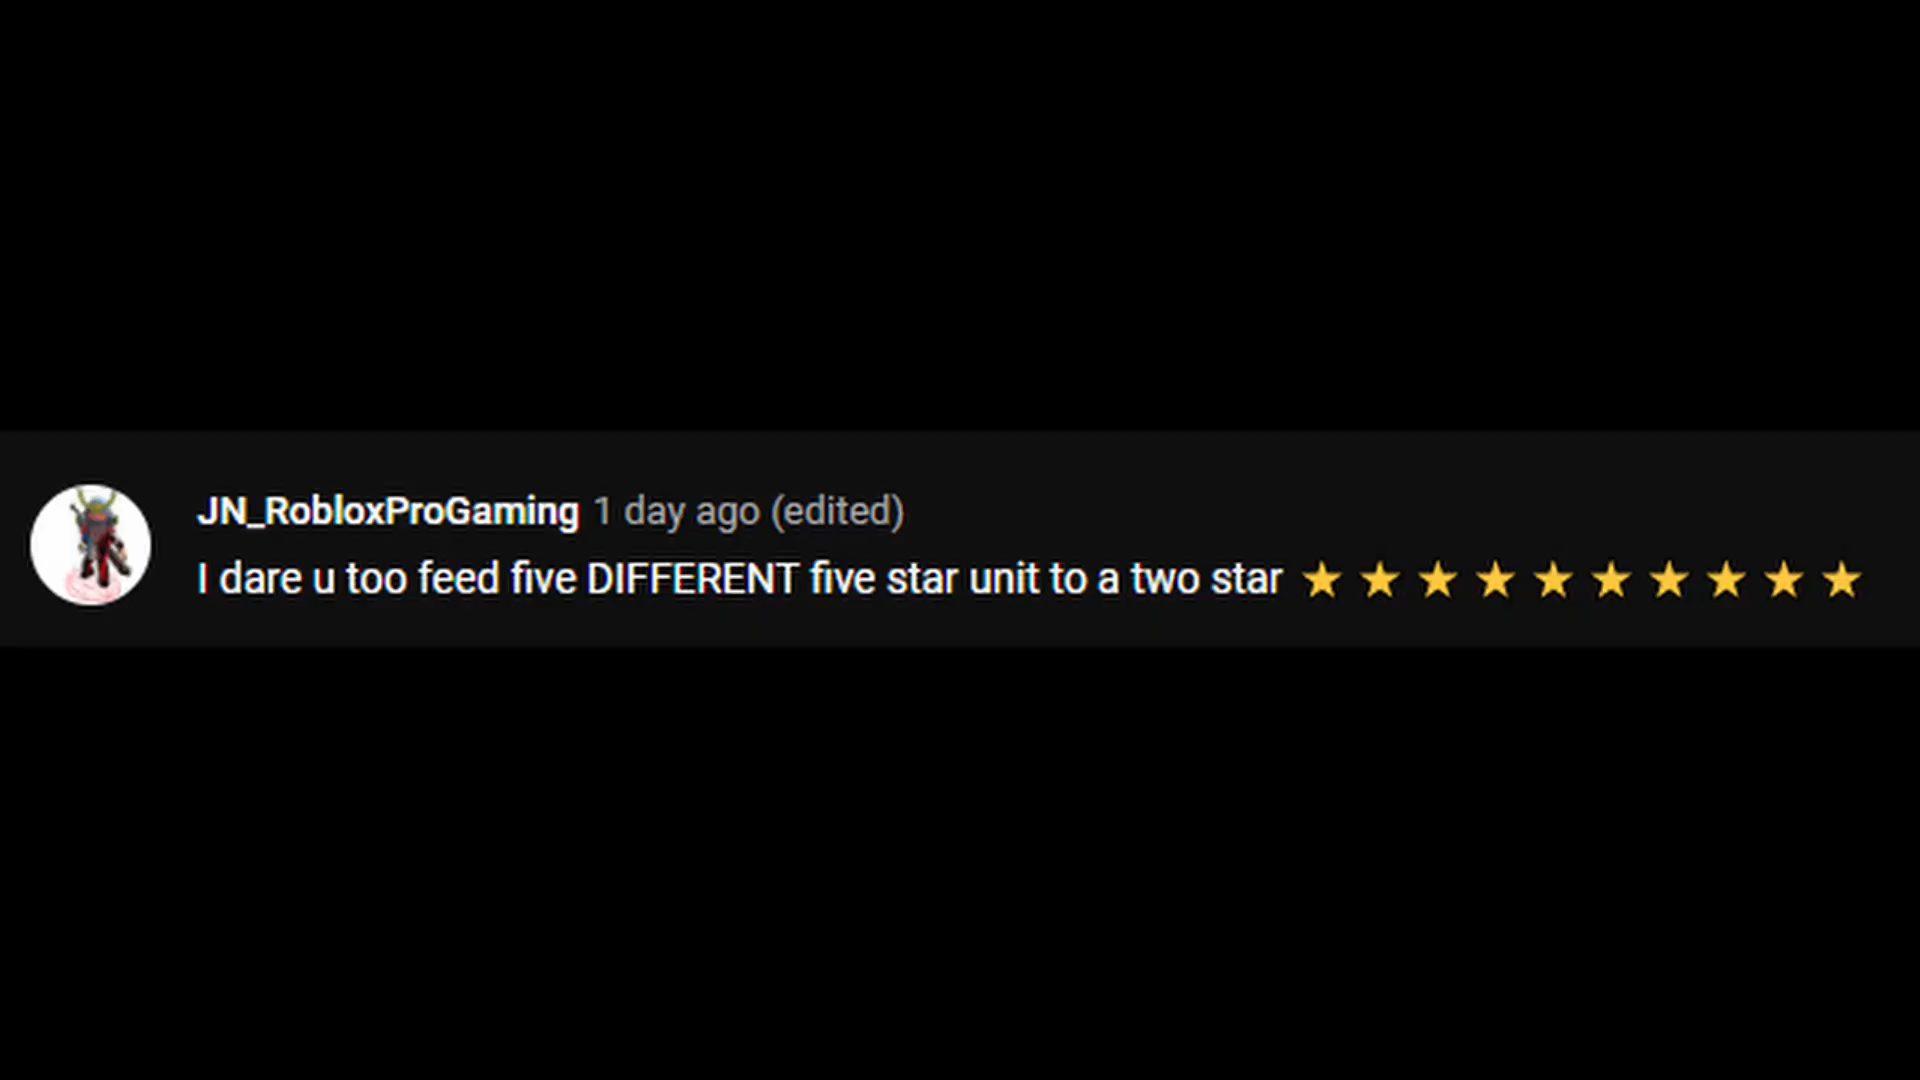 JN_RobloxProGaming 1 day ago (edited)
I dare u too feed five DIFFERENT five star unit to a two star ⭐ ⭐ ⭐ ⭐ ⭐ ⭐ ⭐ ⭐ ⭐ ⭐